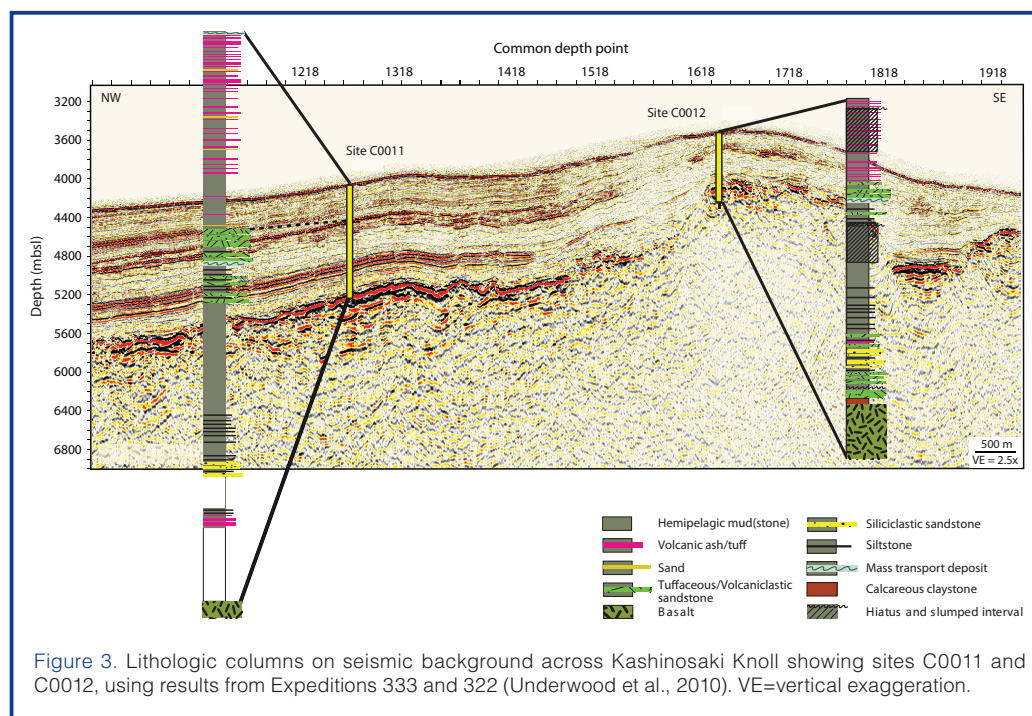 Common depth point
1218 1318 1418 1518 1618 1718 1818 1918
NW
SE
Site C0011
Site C0012
Depth (mbsl)
3200
3600
4000
4400
4800
5200
5600
6000
6400
6800
500 m
VE = 2.5x
Hemipelagic mud(stone)
Volcanic ash/tuff
Sand
Tuffaceous/Volcaniclastic
sandstone
Basalt
Siliciclastic sandstone
Siltstone
Mass transport deposit
Calcareous claystone
Hiatus and slumped interval
Figure 3. Lithologic columns on seismic background across Kashinosaki Knoll showing sites C0011 and
C0012, using results from Expeditions 333 and 322 (Underwood et al., 2010). VE=vertical exaggeration.